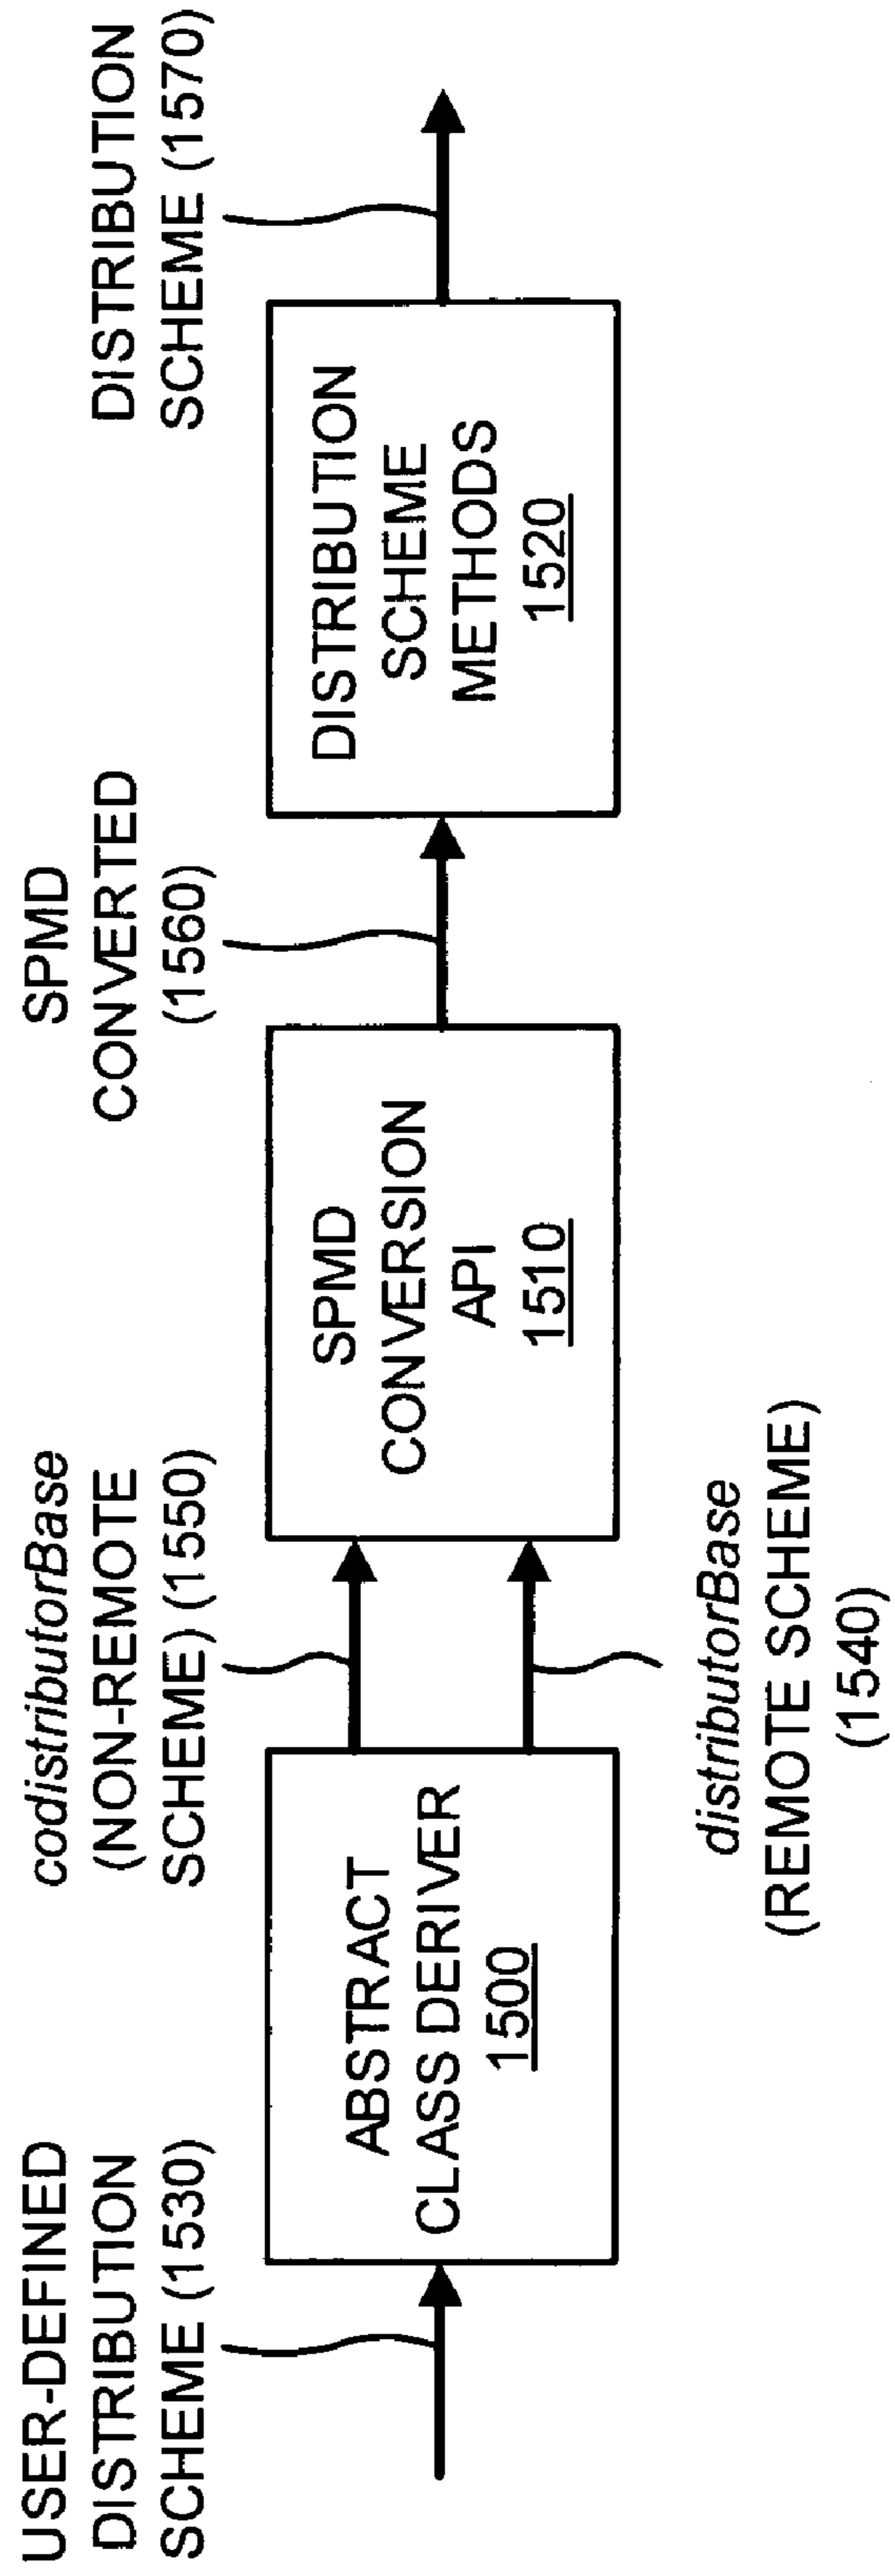 USER-DEFINED
DISTRIBUTION
SCHEME (1530)
ABSTRACT
CLASS DERIVER
1500
codistributorBase
(NON-REMOTE
SCHEME) (1550)
distributorBase
(REMOTE SCHEME)
(1540)
SPMD
CONVERSION
API
1510
SPMD
CONVERTED
(1560)
DISTRIBUTION
SCHEME
METHODS
1520
DISTRIBUTION
SCHEME (1570)